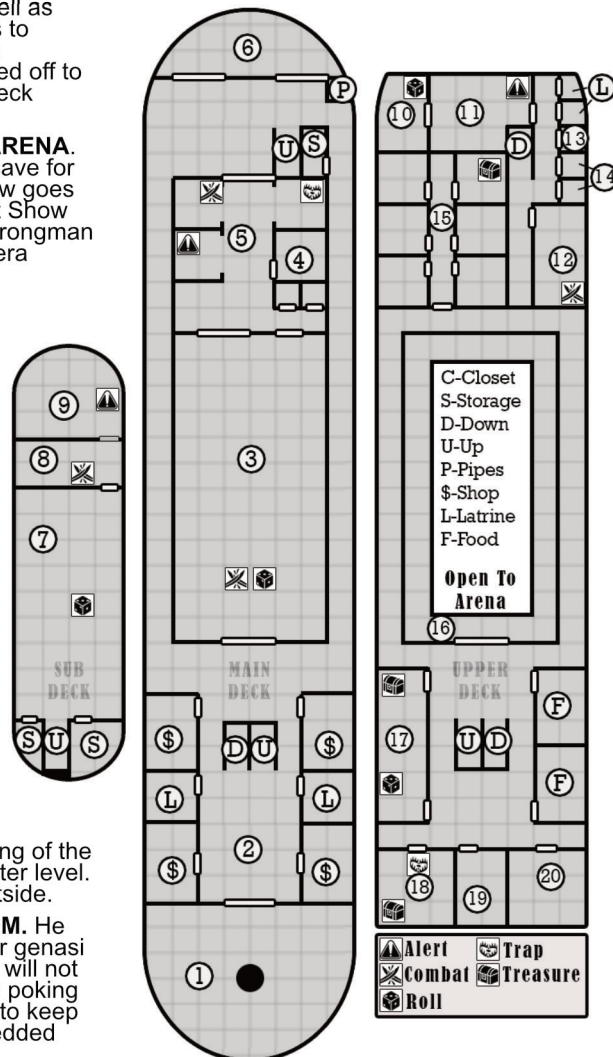 ell as
s to
ed off to
eck
ARENA.
ave for
w goes
t Show
rongman
era
ng of the
ter level.
tside.
M. He
r genasi
will not
poking
to keep
edded
9
8
7
SUB
DECK
S U S
6
P
U S
5
4
3
MAIN
DECK
$ D U $
L L
2
$ $
1
10 11 L
D 13
14
15
12
C-Closet
S-Storage
D-Down
U-Up
P-Pipes
$-Shop
L-Latrine
F-Food
Open To
Arena
16
UPPER
DECK
F
17 U D
F
18 19 20
Alert Trap
Combat Treasure
Roll